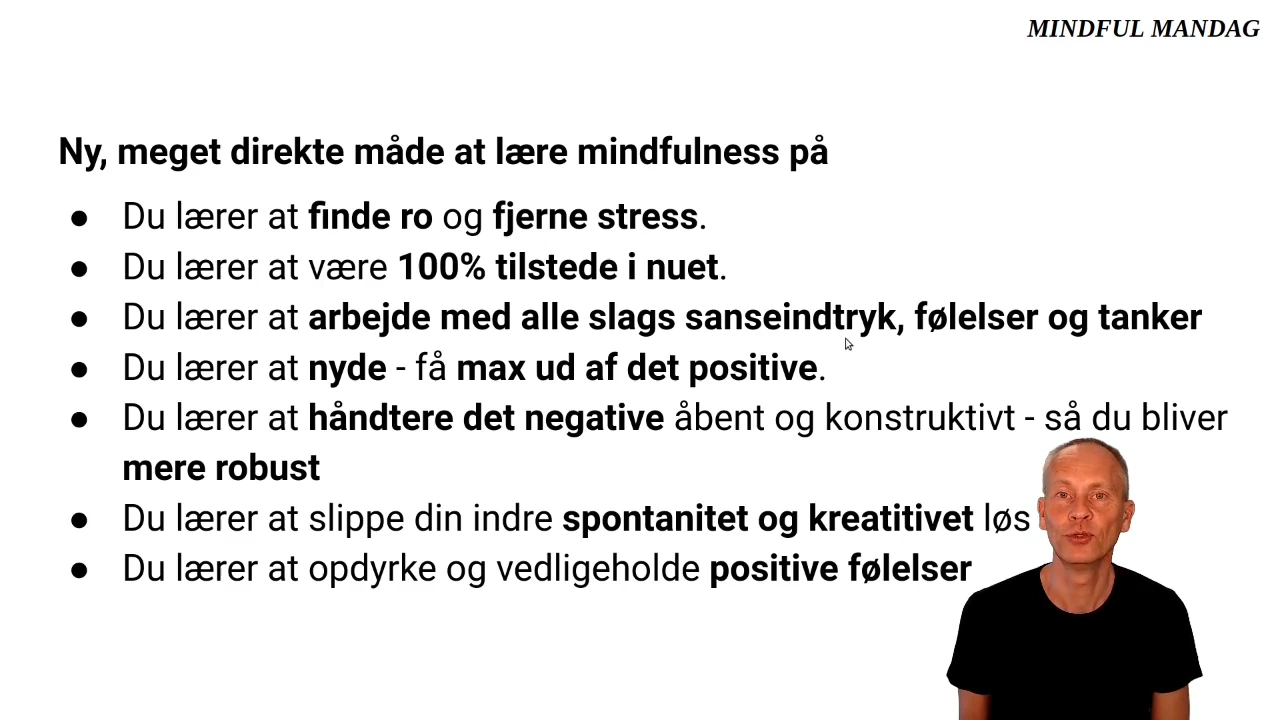 MINDFUL MANDAG
Ny, meget direkte måde at lære mindfulness på
● Du lærer at finde ro og fjerne stress.
● Du lærer at være 100% tilstede i nuet.
● Du lærer at arbejde med alle slags sanseindtryk, følelser og tanker
● Du lærer at nyde - få max ud af det positive.
● Du lærer at håndtere det negative åbent og konstruktivt - så du bliver
mere robust
● Du lærer at slippe din indre spontanitet og kreatitivet løs
● Du lærer at opdyrke og vedligeholde positive følelser